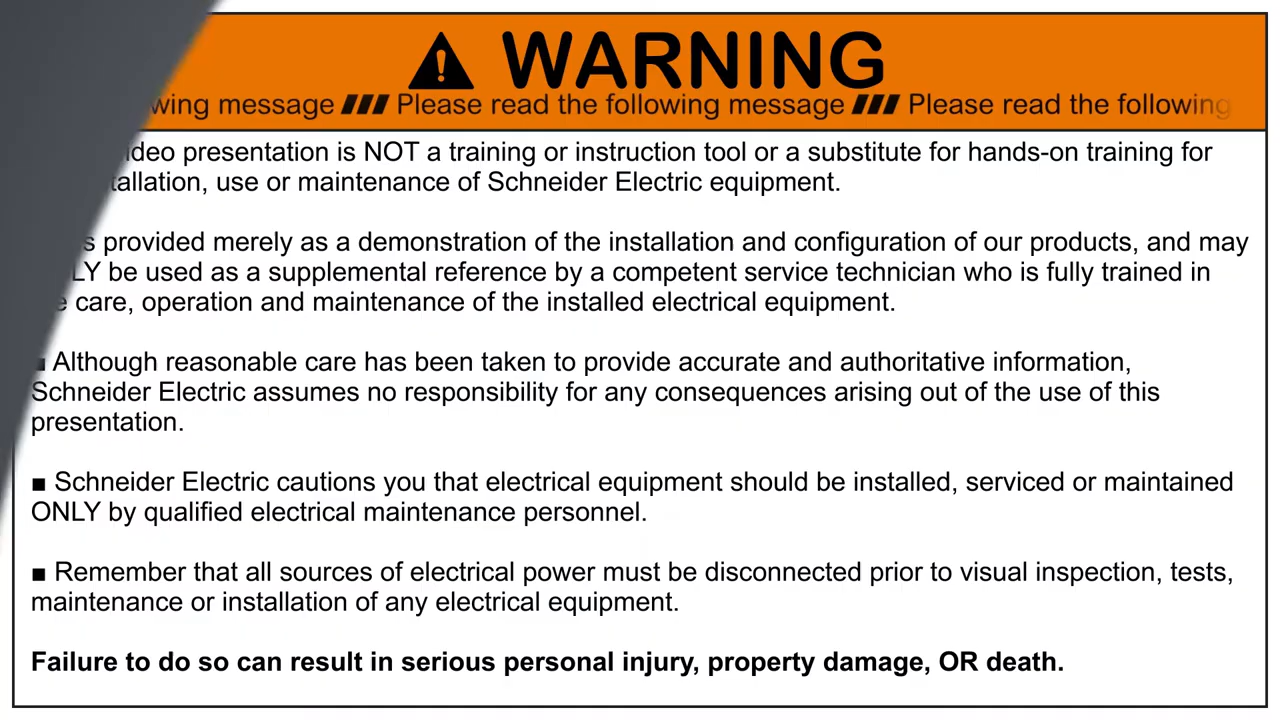 WARNING
wing message Please read the following message Please read the following
ideo presentation is NOT a training or instruction tool or a substitute for hands-on training for
tallation, use or maintenance of Schneider Electric equipment.
s provided merely as a demonstration of the installation and configuration of our products, and may
LY be used as a supplemental reference by a competent service technician who is fully trained in
e care, operation and maintenance of the installed electrical equipment.
■ Although reasonable care has been taken to provide accurate and authoritative information,
Schneider Electric assumes no responsibility for any consequences arising out of the use of this
presentation.
■ Schneider Electric cautions you that electrical equipment should be installed, serviced or maintained
ONLY by qualified electrical maintenance personnel.
■ Remember that all sources of electrical power must be disconnected prior to visual inspection, tests,
maintenance or installation of any electrical equipment.
Failure to do so can result in serious personal injury, property damage, OR death.